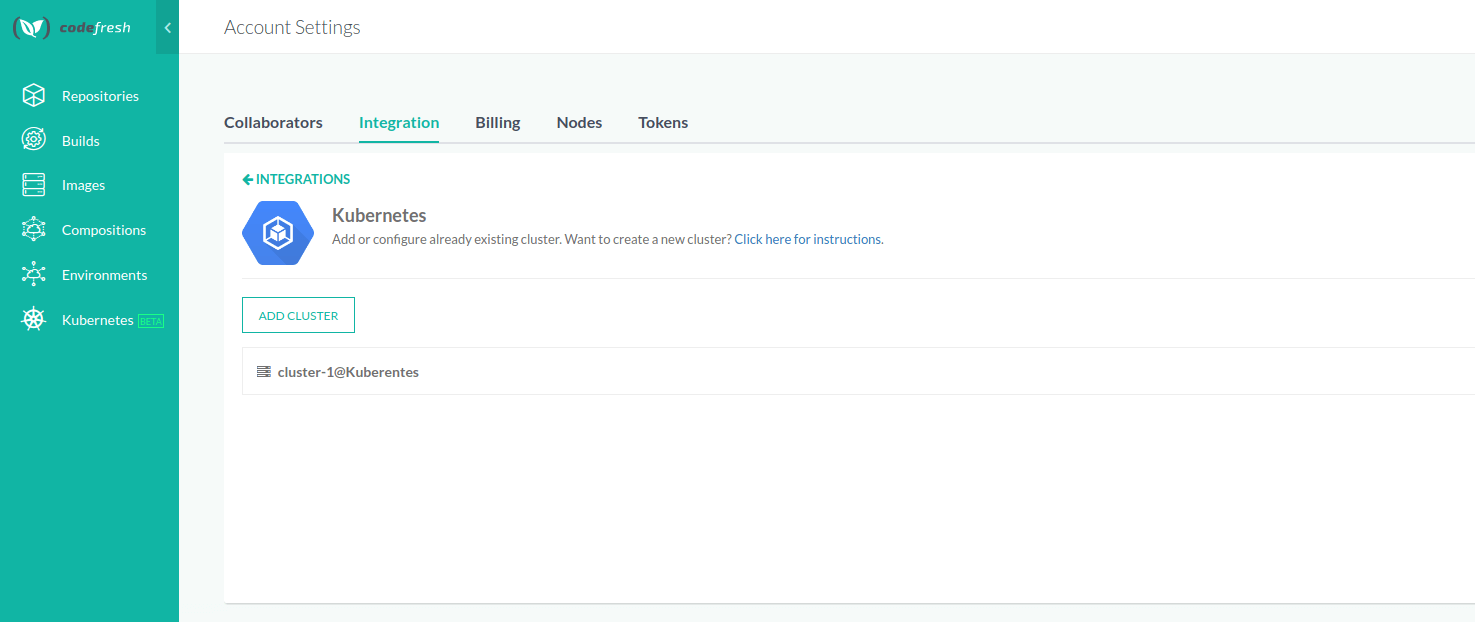 codefresh
Account Settings
Repositories
Builds
Images
Compositions
Environments
Kubernetes BETA
Collaborators Integration Billing Nodes Tokens
INTEGRATIONS
Kubernetes
Add or configure already existing cluster. Want to create a new cluster? Click here for instructions.
ADD CLUSTER
cluster-1@Kuberentes